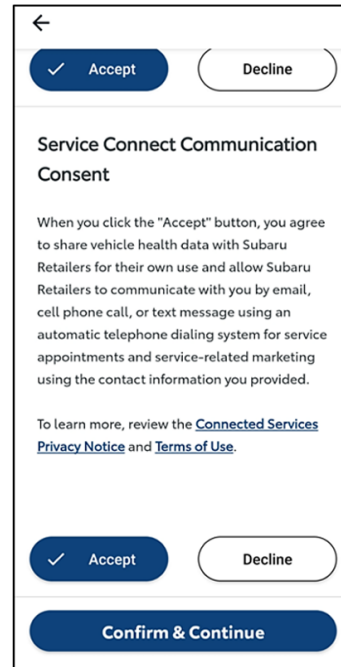 Accept Decline
Service Connect Communication
Consent
When you click the "Accept" button, you agree
to share vehicle health data with Subaru
Retailers for their own use and allow Subaru
Retailers to communicate with you by email,
cell phone call, or text message using an
automatic telephone dialing system for service
appointments and service-related marketing
using the contact information you provided.
To learn more, review the Connected Services
Privacy Notice and Terms of Use.
Accept Decline
Confirm & Continue